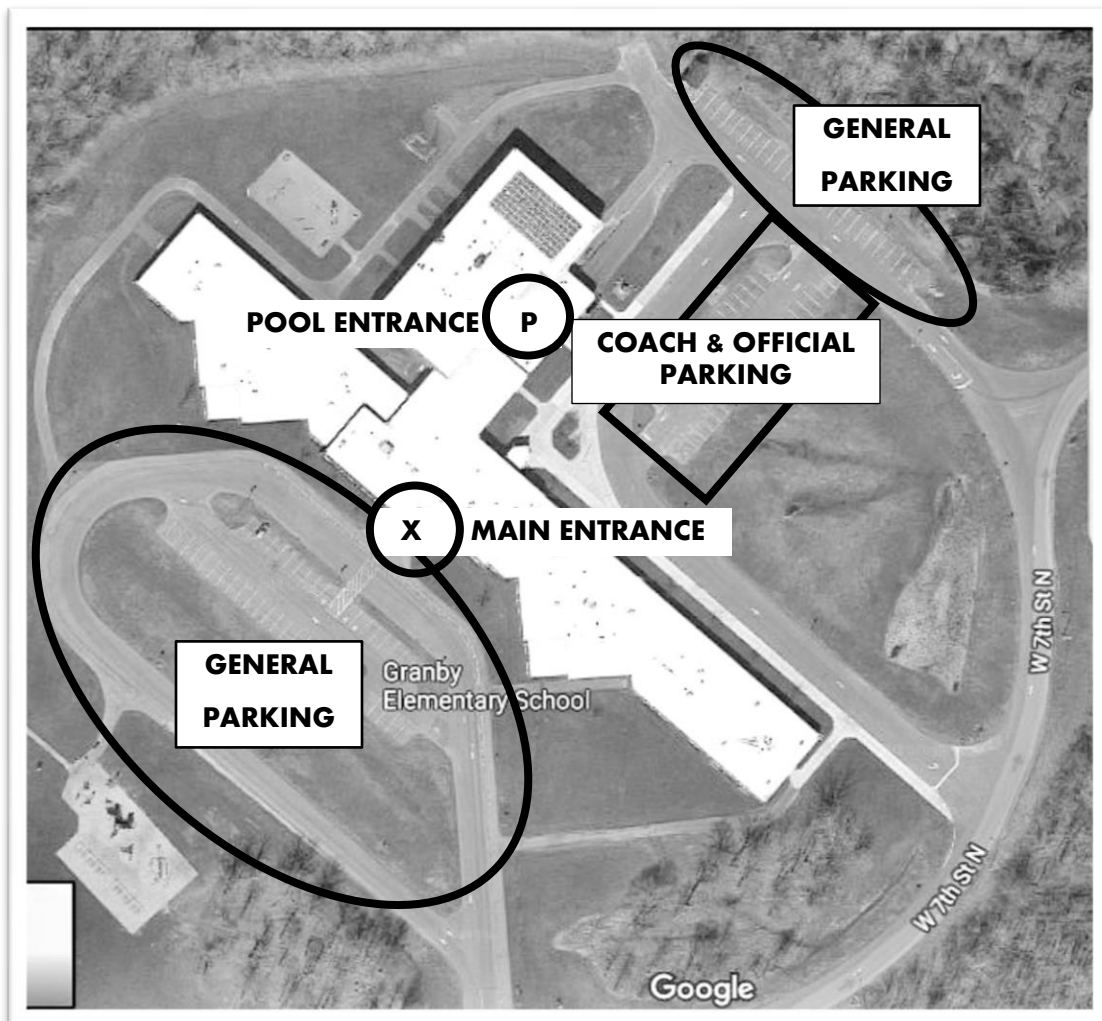 GENERAL
PARKING
POOL ENTRANCE
P
COACH & OFFICIAL
PARKING
X
MAIN ENTRANCE
GENERAL
PARKING
Granby
Elementary School
W 7th St N
W 7th St N
Google